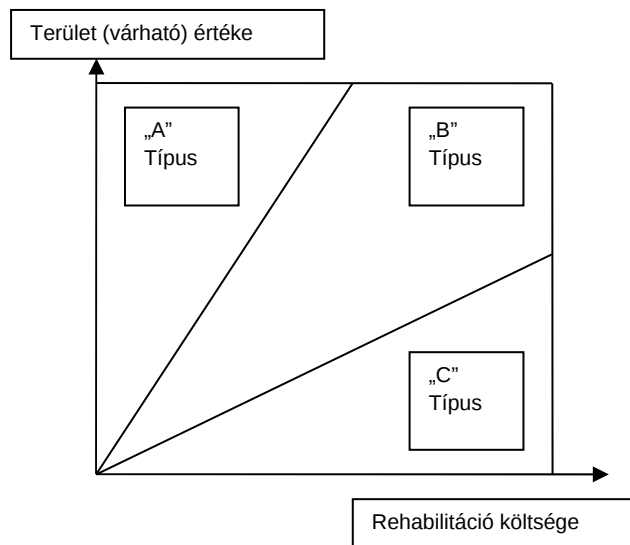 Terület (várható) értéke
„A”
Típus
„B”
Típus
„C”
Típus
Rehabilitáció költsége